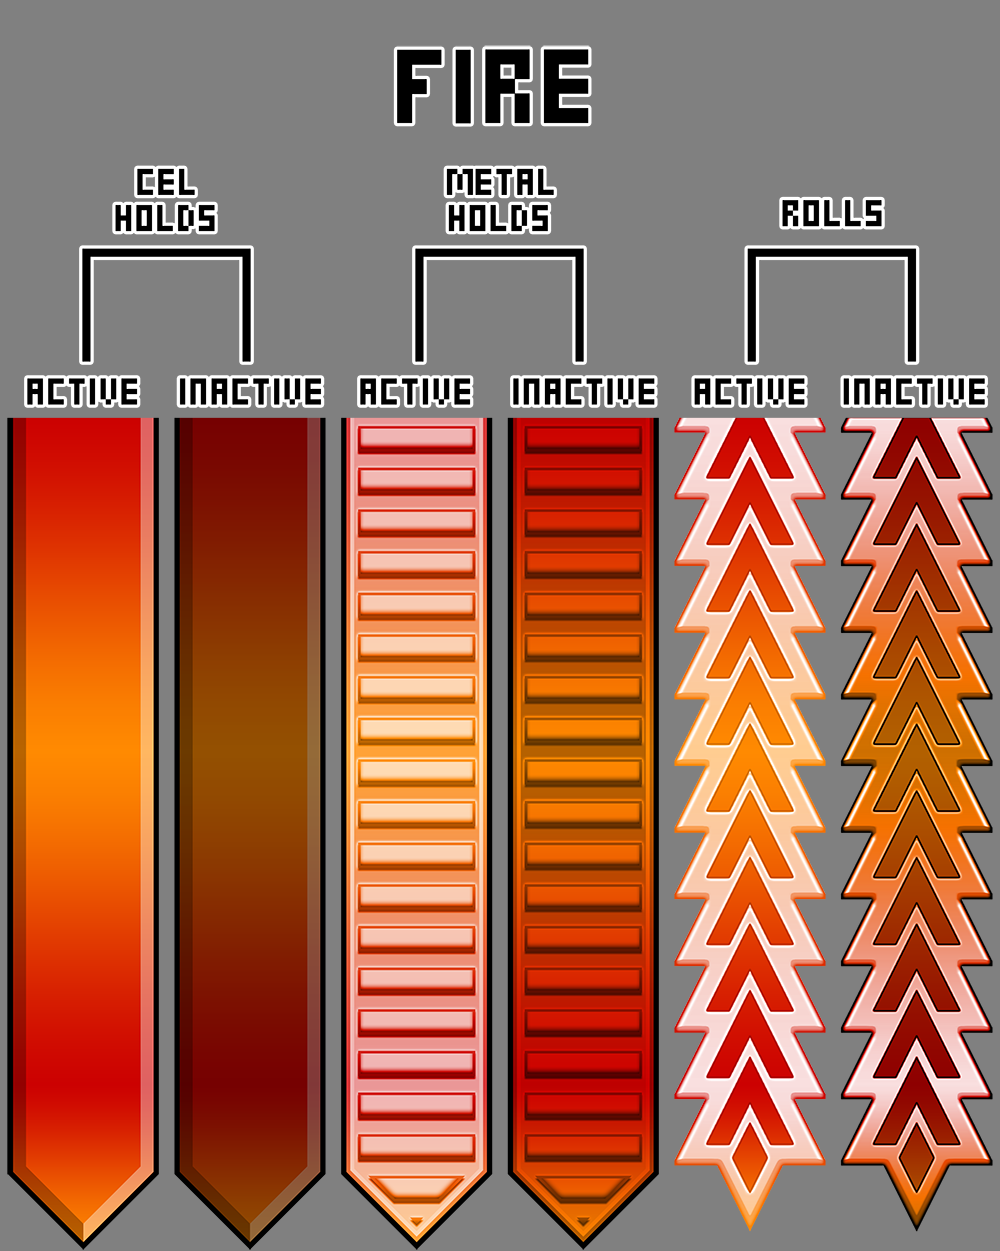 FIRE
CEL
HOLDS
METAL
HOLDS
ROLLS
ACTIVE
INACTIVE
ACTIVE
INACTIVE
ACTIVE
INACTIVE